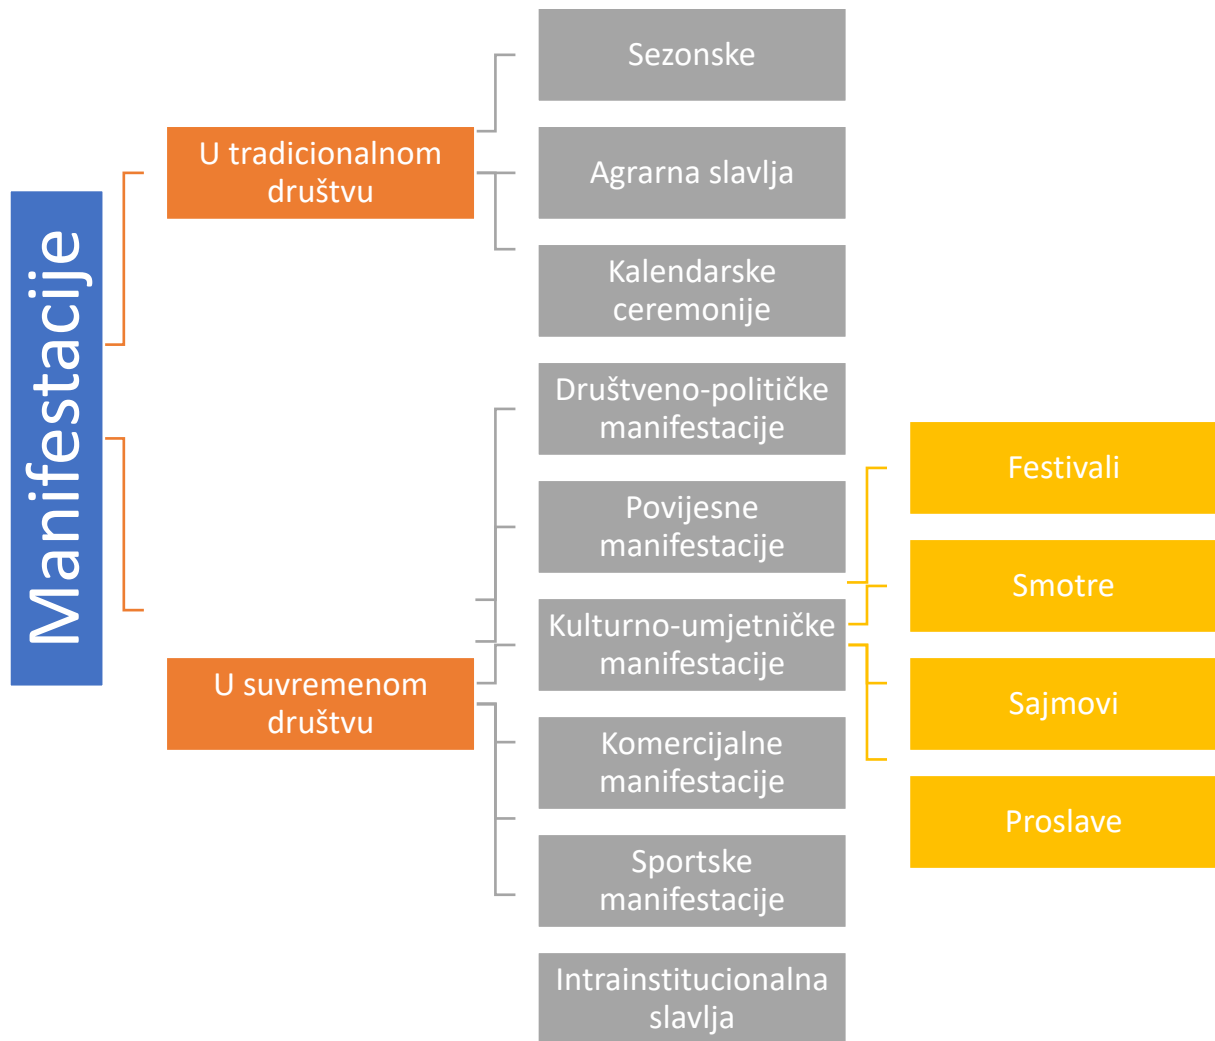 Manifestacije
U tradicionalnom
društvu
Sezonske
Agrarna slavlja
Kalendarske
ceremonije
U suvremenom
društvu
Društveno-političke
manifestacije
Povijesne
manifestacije
Kulturno-umjetničke
manifestacije
Festivali
Smotre
Sajmovi
Proslave
Komercijalne
manifestacije
Sportske
manifestacije
Intrainstitucionalna
slavlja